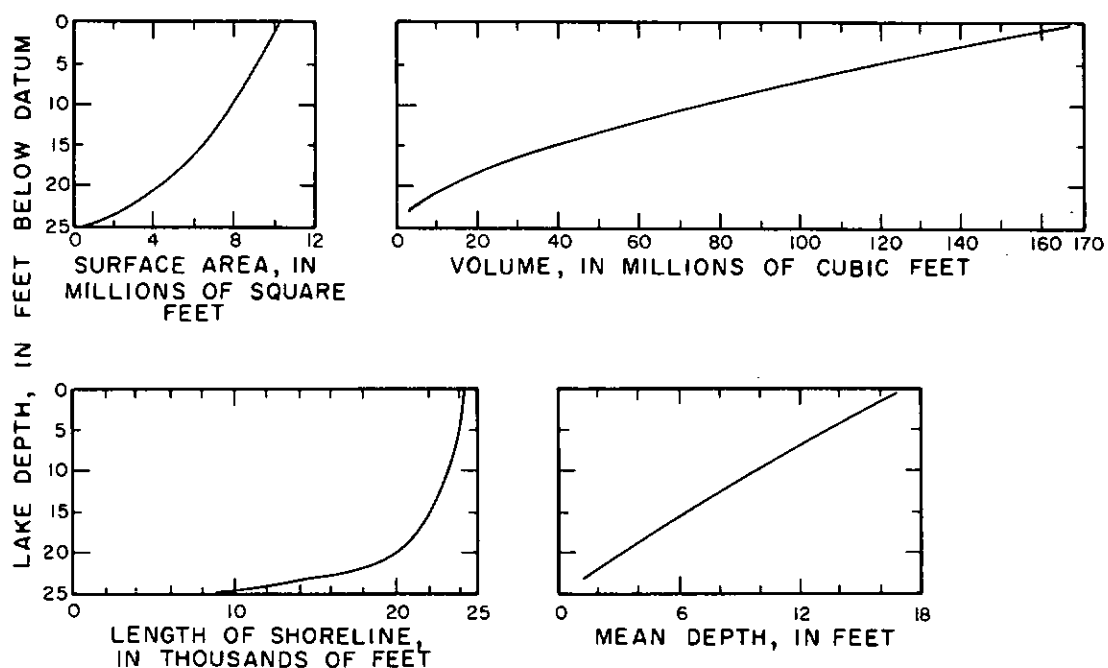 LAKE DEPTH, IN FEET BELOW DATUM
0
5
10
15
20
25
0 4 8 12
SURFACE AREA, IN
MILLIONS OF SQUARE
FEET
0 20 40 60 80 100 120 140 160 170
VOLUME, IN MILLIONS OF CUBIC FEET
0
5
10
15
20
25
0 10 20 25
LENGTH OF SHORELINE,
IN THOUSANDS OF FEET
0 6 12 18
MEAN DEPTH, IN FEET